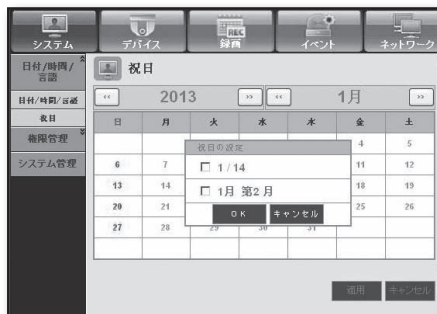 システム デバイス 録画 イベント ネットワーク
REC
日付/時間/
言語
日付/時間/言語
祝日
権限管理
システム管理
祝日
2013 1月
日 月 火 水 木 金 土
4 5
6 7 11 12
13 14 18 19
20 21 25 26
27 28 29 30 31
祝日の設定
1 / 14
1月 第2 月
OK キャンセル
適用 キャンセル